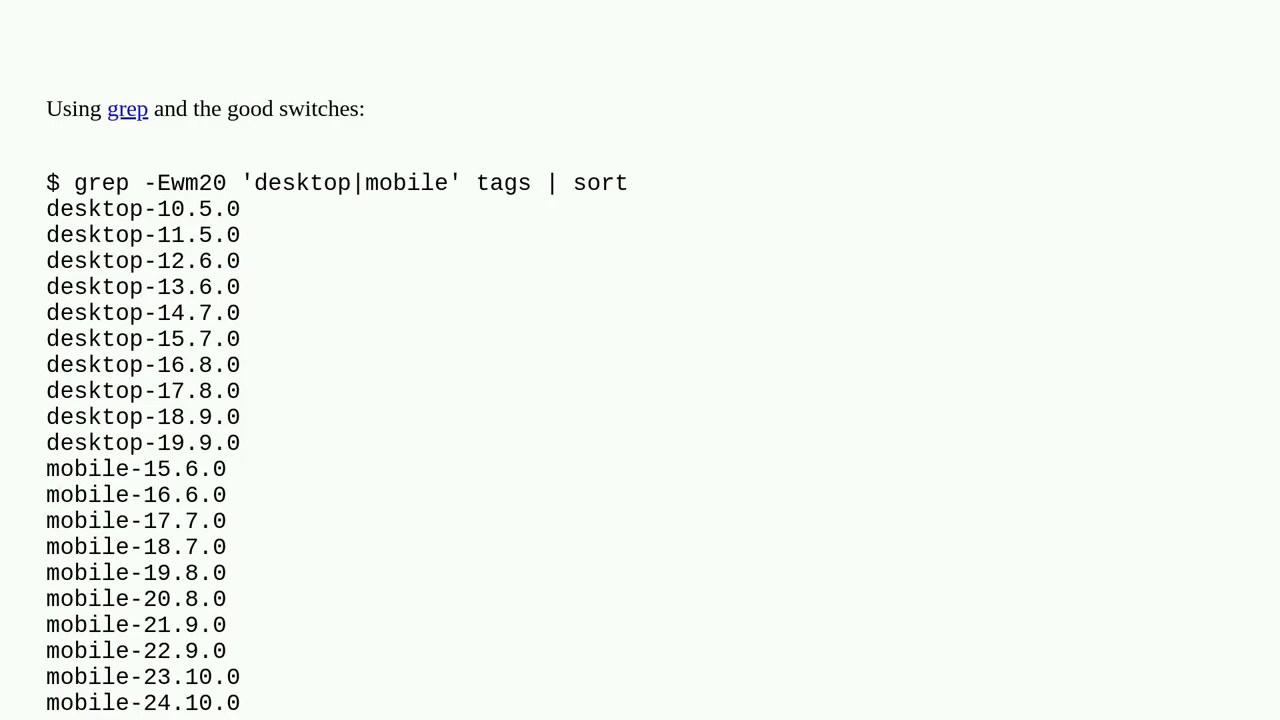 Using grep and the good switches:
$ grep -Ewm20 'desktop|mobile' tags | sort
desktop-10.5.0
desktop-11.5.0
desktop-12.6.0
desktop-13.6.0
desktop-14.7.0
desktop-15.7.0
desktop-16.8.0
desktop-17.8.0
desktop-18.9.0
desktop-19.9.0
mobile-15.6.0
mobile-16.6.0
mobile-17.7.0
mobile-18.7.0
mobile-19.8.0
mobile-20.8.0
mobile-21.9.0
mobile-22.9.0
mobile-23.10.0
mobile-24.10.0